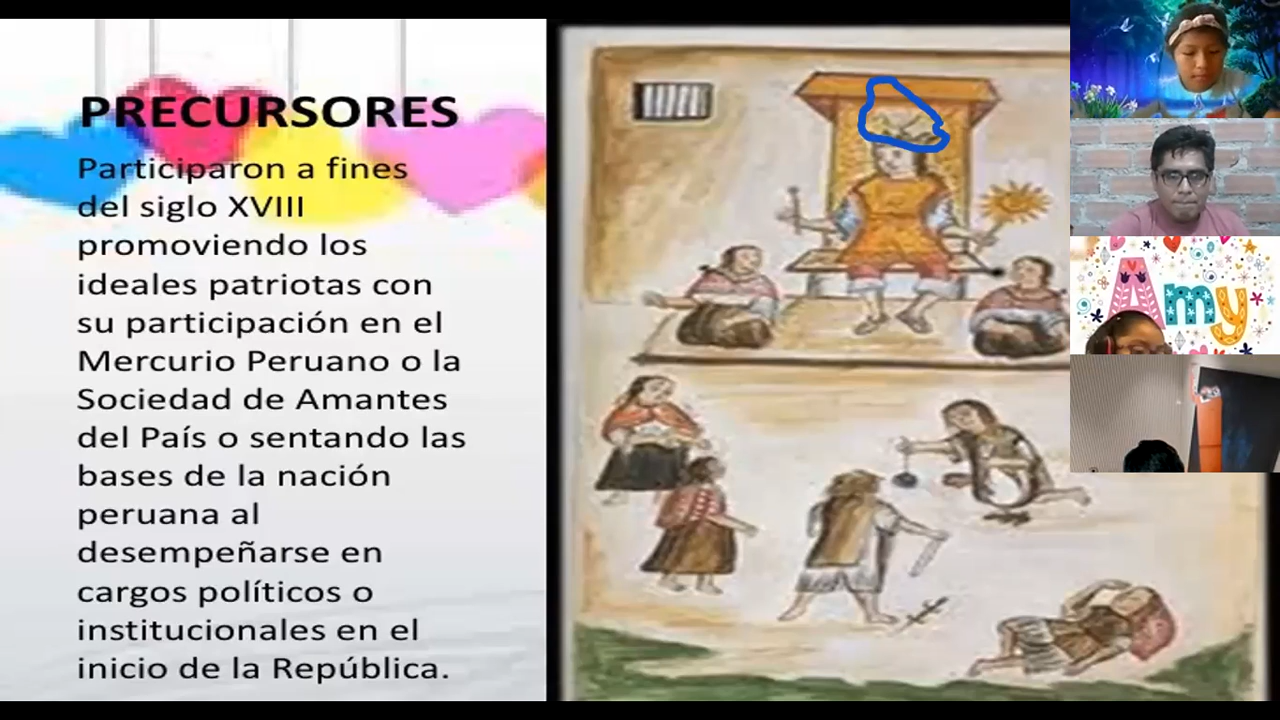 PRECURSORES
Participaron a fines
del siglo XVIII
promoviendo los
ideales patriotas con
su participación en el
Mercurio Peruano o la
Sociedad de Amantes
del País o sentando las
bases de la nación
peruana al
desempeñarse en
cargos políticos o
institucionales en el
inicio de la República.
Amy